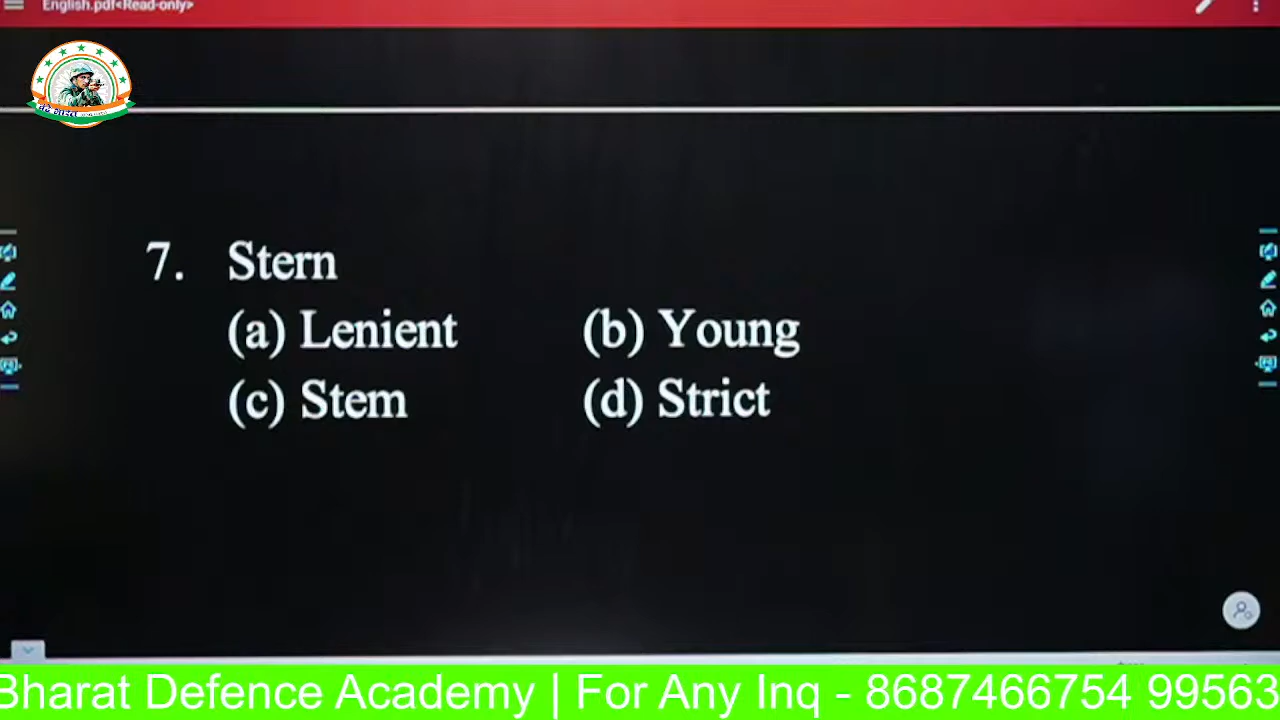 English.pdf<Read-only>
7. Stern
(a) Lenient (b) Young
(c) Stem (d) Strict
Bharat Defence Academy | For Any Inq - 8687466754 99563